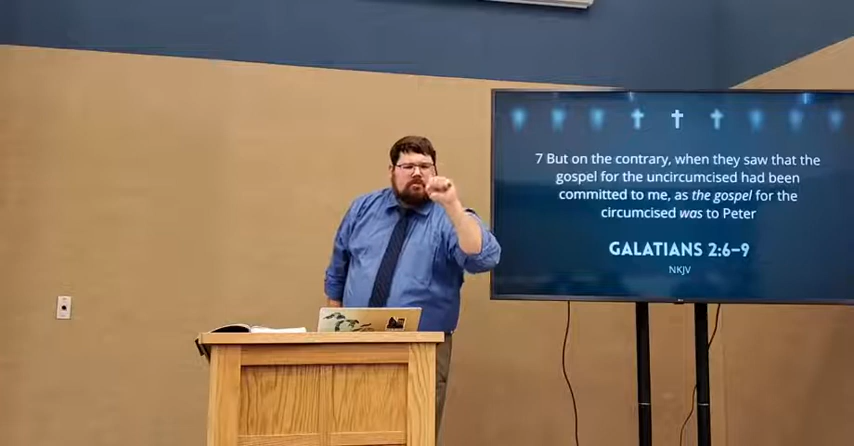 7 But on the contrary, when they saw that the
gospel for the uncircumcised had been
committed to me, as the gospel for the
circumcised was to Peter
GALATIANS 2:6–9
NKJV